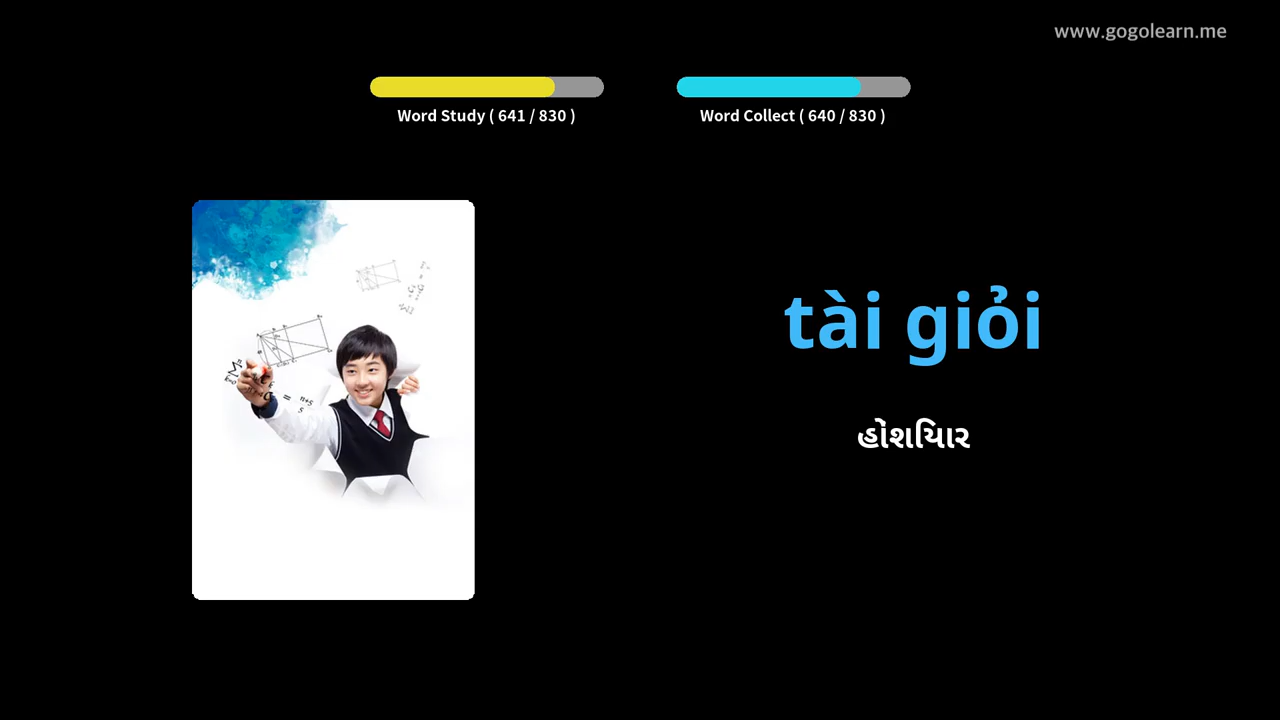 www.gogolearn.me
Word Study ( 641 / 830 )
Word Collect ( 640 / 830 )
tài giỏi
હોંશિયાર